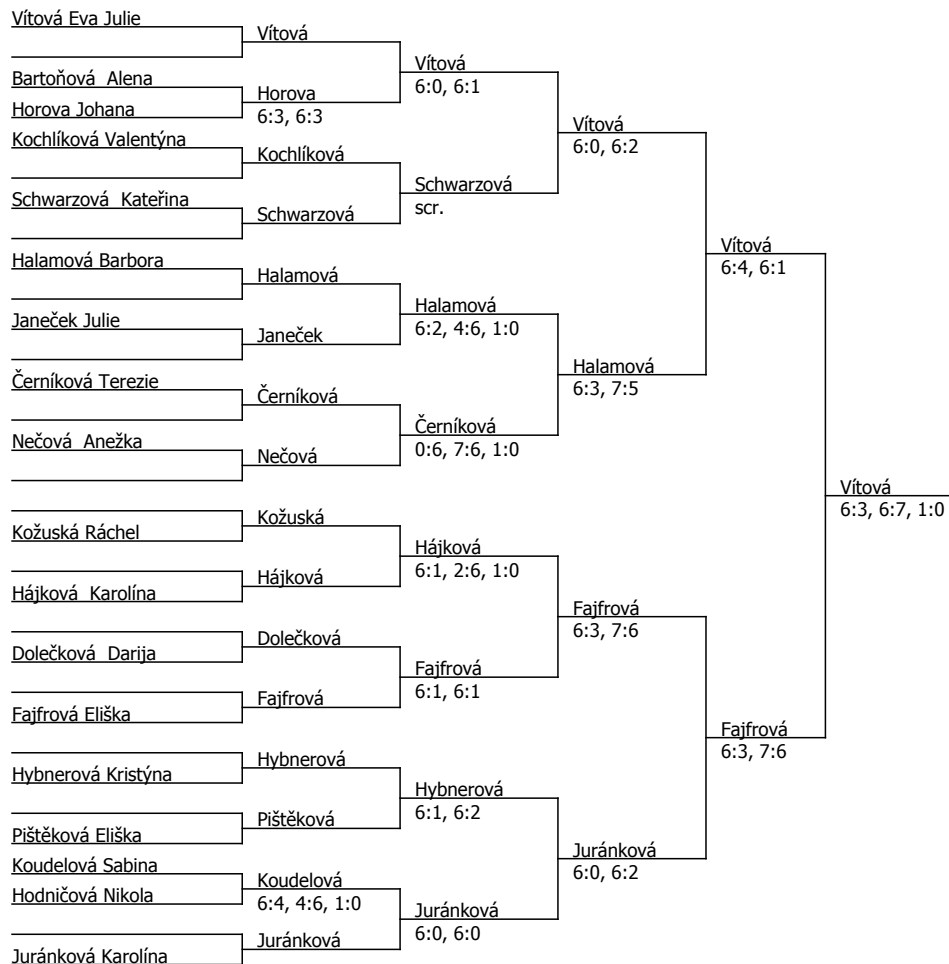 Vítová Eva Julie
Bartoňová  Alena
Horova Johana
Kochlíková Valentýna
Schwarzová  Kateřina
Halamová Barbora
Janeček Julie
Černíková Terezie
Nečová  Anežka
Kožuská Ráchel
Hájková  Karolína
Dolečková  Darija
Fajfrová Eliška
Hybnerová Kristýna
Pištěková Eliška
Koudelová Sabina
Hodničová Nikola
Juránková Karolína
Vítová
Horova
6:3, 6:3
Kochlíková
Schwarzová
Halamová
Janeček
Černíková
Nečová
Kožuská
Hájková
Dolečková
Fajfrová
Hybnerová
Pištěková
Koudelová
6:4, 4:6, 1:0
Juránková
Vítová
6:0, 6:1
Schwarzová
scr.
Halamová
6:2, 4:6, 1:0
Černíková
0:6, 7:6, 1:0
Hájková
6:1, 2:6, 1:0
Fajfrová
6:1, 6:1
Hybnerová
6:1, 6:2
Juránková
6:0, 6:0
Vítová
6:0, 6:2
Halamová
6:3, 7:5
Fajfrová
6:3, 7:6
Juránková
6:0, 6:2
Vítová
6:4, 6:1
Fajfrová
6:3, 7:6
Vítová
6:3, 6:7, 1:0